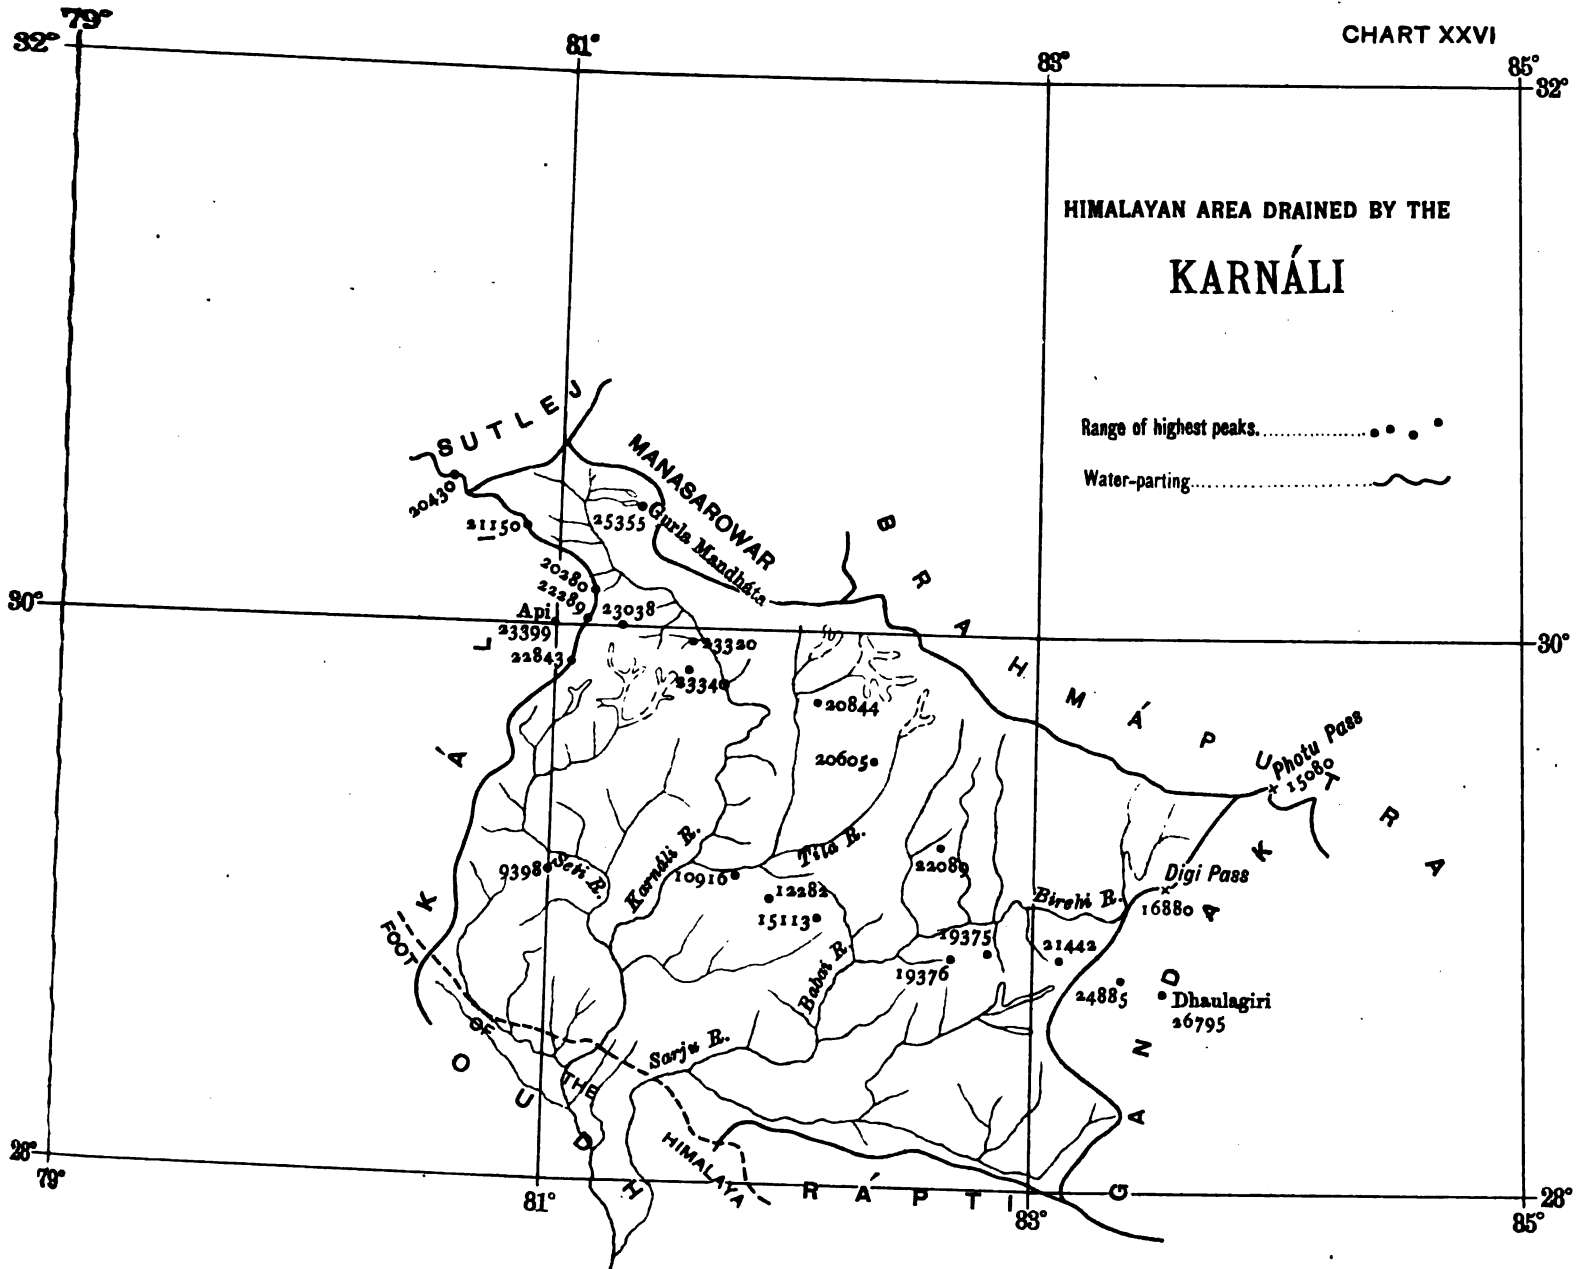 CHART XXVI
79°
81°
83°
85°
32°
32°
HIMALAYAN AREA DRAINED BY THE
KARNÁLI
Range of highest peaks
Water-parting
SUTLEJ
MANASAROWAR
BRAHMÁPUTRA
20430
21150
25355
Gurla Mandháta
20280
22289
23038
30°
30°
Api
23399
22843
23320
23340
20844
20605
Photu Pass
15080
KÁLI
9398
Seti R.
Karnáli R.
Tila R.
10916
12282
15113
22089
Birehi R.
Digi Pass
16880
19375
19376
21442
24885
Dhaulagiri
26795
Babai R.
Sarju R.
FOOT OF THE HIMALAYA
OUDH
RÁPTI
GANDAK
28°
28°
79°
81°
83°
85°